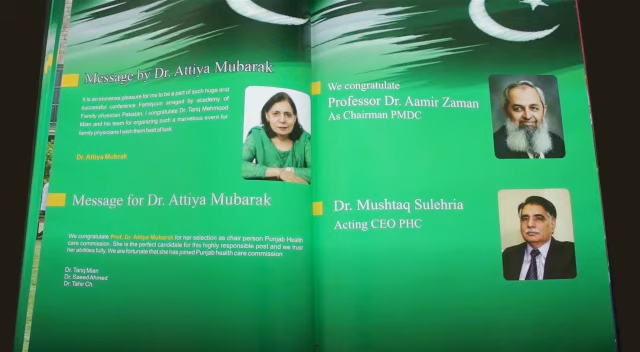 Message by Dr. Attiya Mubarak
It is an immense pleasure for me to be a part of such huge and
successful conference Familycon arraged by academy of
Family physician Pakistan, I congratulate Dr. Tariq Mehmood
Mian and his team for organizing such a marvelous event for
family physicians I wish them best of luck
Dr. Attiya Mubrak
Message for Dr. Attiya Mubarak
We congratulate Prof. Dr. Attiya Mubarak for her selection as chair person Punjab Health
care commission. She is the perfect candidate for this highly responsible post and we trust
her abilities fully. We are fortunate that she has joined Punjab health care commission
Dr. Tariq Mian
Dr. Saeed Ahmed
Dr. Tahir Ch.
We congratulate
Professor Dr. Aamir Zaman
As Chairman PMDC
Dr. Mushtaq Sulehria
Acting CEO PHC